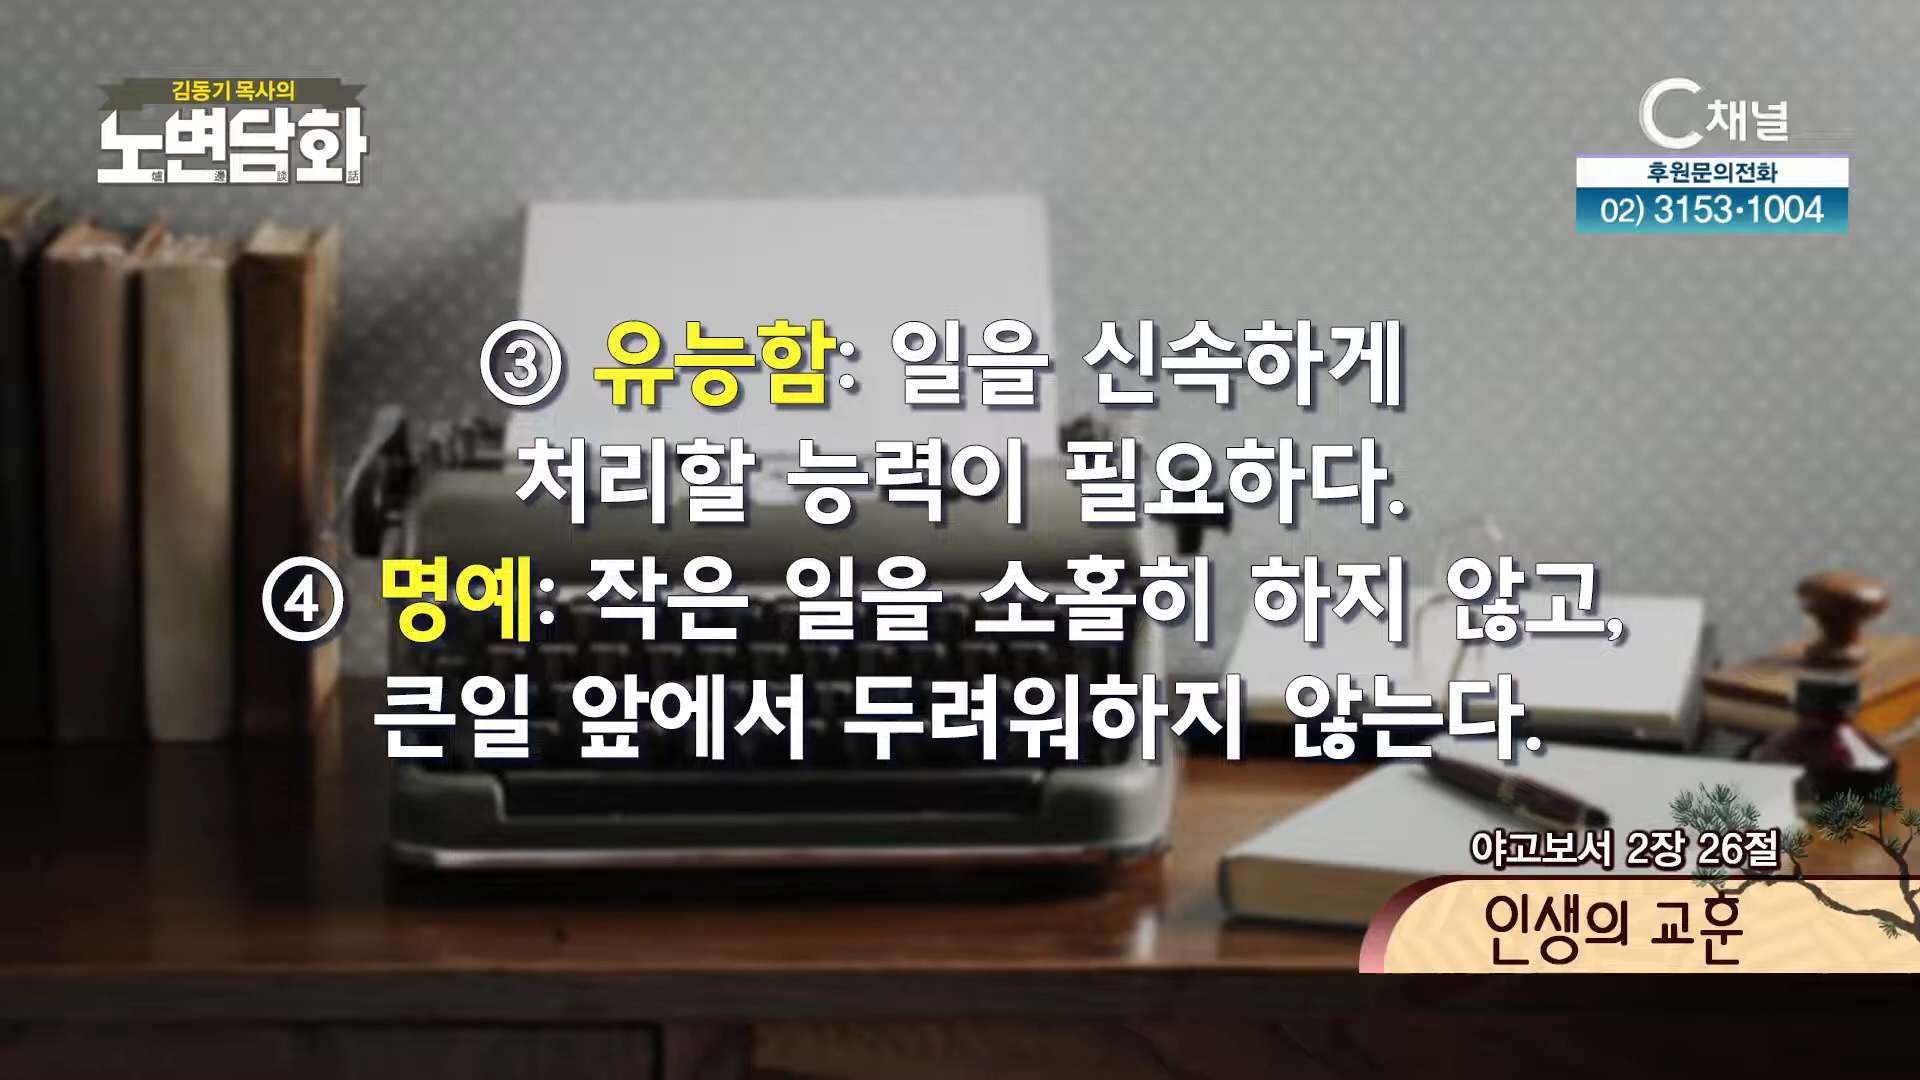 김동기 목사의
노변담화
爐邊談話
C채널
후원문의전화
02) 3153·1004
③ 유능함: 일을 신속하게
처리할 능력이 필요하다.
④ 명예: 작은 일을 소홀히 하지 않고,
큰일 앞에서 두려워하지 않는다.
야고보서 2장 26절
인생의 교훈